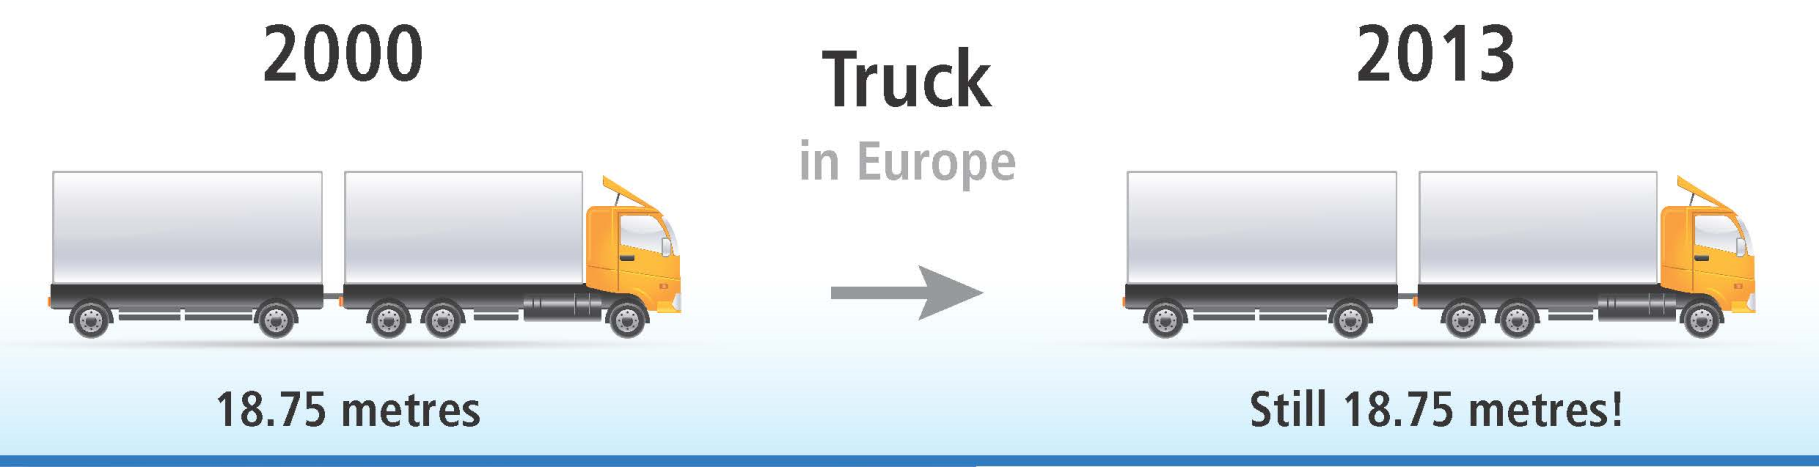 2000
Truck
in Europe
2013
18.75 metres
Still 18.75 metres!